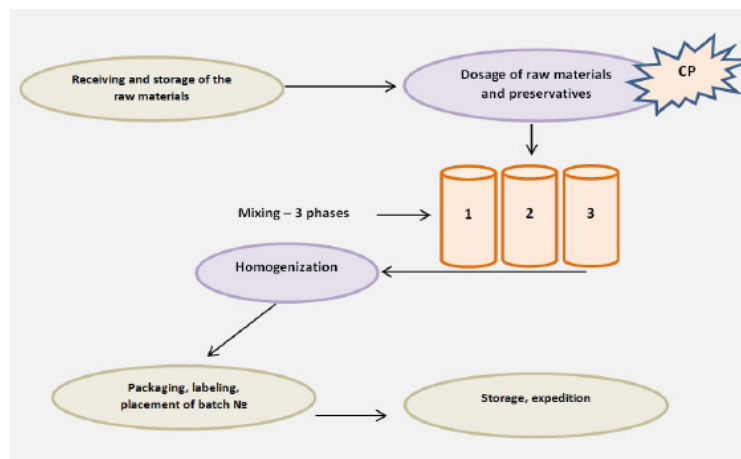 Receiving and storage of the
raw materials
Dosage of raw materials
and preservatives
CP
Mixing – 3 phases
1
2
3
Homogenization
Packaging, labeling,
placement of batch №
Storage, expedition